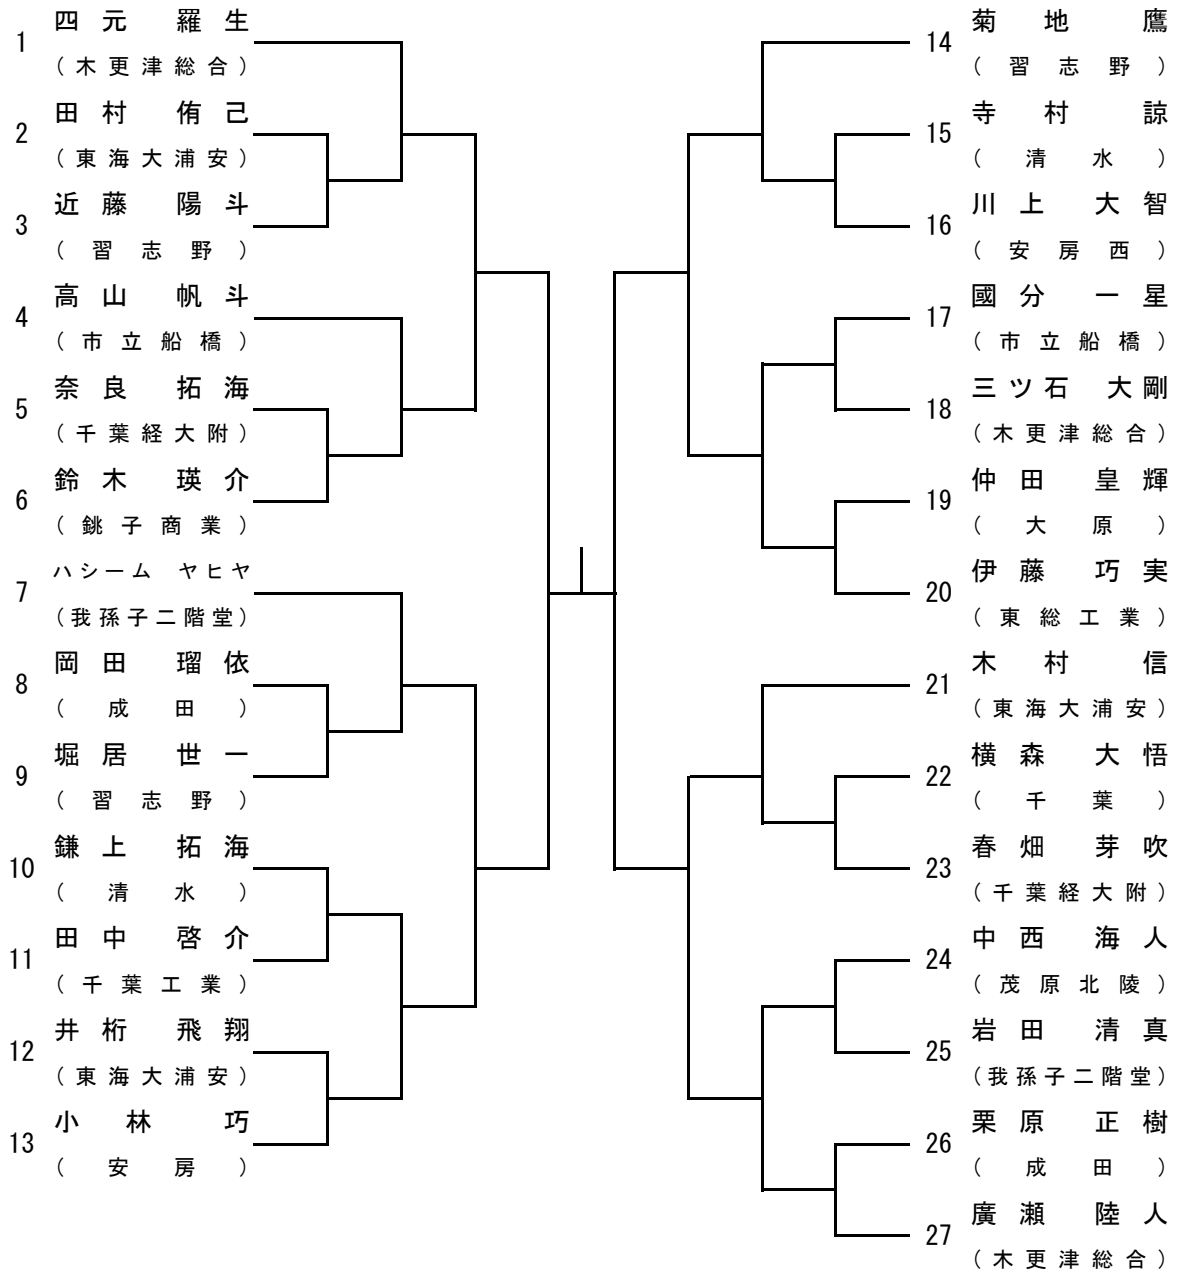 四元 羅生
1
(木更津総合)
田村 侑己
2
(東海大浦安)
近藤 陽斗
3
(習志野)
高山 帆斗
4
(市立船橋)
奈良 拓海
5
(千葉経大附)
鈴木 瑛介
6
(銚子商業)
ハシーム ヤヒヤ
7
(我孫子二階堂)
岡田 瑠依
8
(成田)
堀居 世一
9
(習志野)
鎌上 拓海
10
(清水)
田中 啓介
11
(千葉工業)
井桁 飛翔
12
(東海大浦安)
小林 巧
13
(安房)
菊地 鷹
14
(習志野)
寺村 諒
15
(清水)
川上 大智
16
(安房西)
國分 一星
17
(市立船橋)
三ツ石 大剛
18
(木更津総合)
仲田 皇輝
19
(大原)
伊藤 巧実
20
(東総工業)
木村 信
21
(東海大浦安)
横森 大悟
22
(千葉)
春畑 芽吹
23
(千葉経大附)
中西 海人
24
(茂原北陵)
岩田 清真
25
(我孫子二階堂)
栗原 正樹
26
(成田)
廣瀬 陸人
27
(木更津総合)